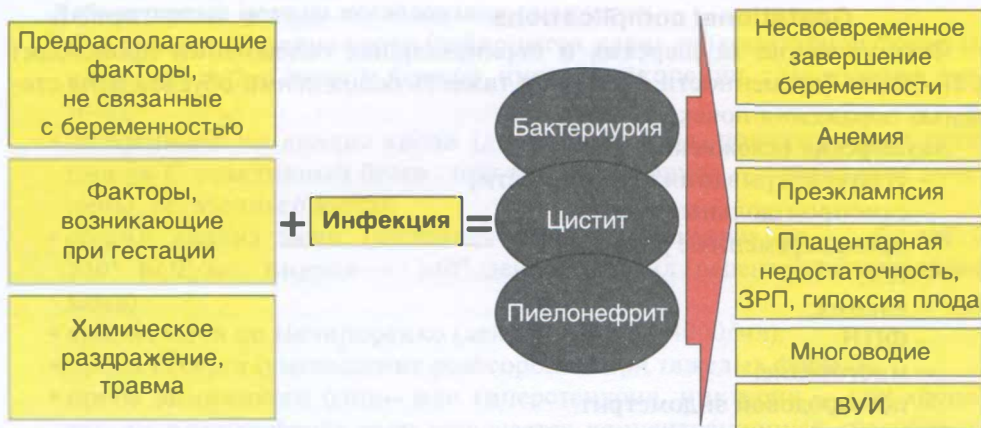 Предрасполагающие
факторы,
не связанные
с беременностью
Факторы,
возникающие
при гестации
Химическое
раздражение,
травма
+
Инфекция
=
Бактериурия
Цистит
Пиелонефрит
Несвоевременное
завершение
беременности
Анемия
Преэклампсия
Плацентарная
недостаточность,
ЗРП, гипоксия плода
Многоводие
ВУИ